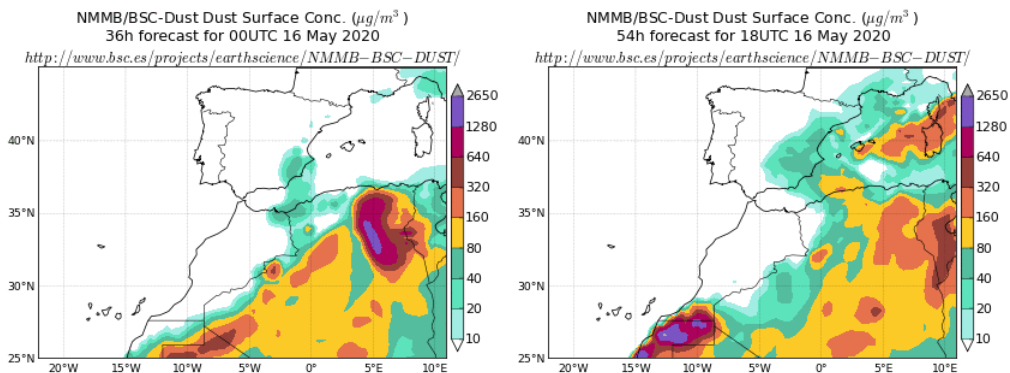 NMMB/BSC-Dust Dust Surface Conc. (μg/m³ )
36h forecast for 00UTC 16 May 2020
http://www.bsc.es/projects/earthscience/NMMB−BSC−DUST/
40°N
35°N
30°N
25°N
20°W
15°W
10°W
5°W
0°
5°E
10°E
2650
1280
640
320
160
80
40
20
10
NMMB/BSC-Dust Dust Surface Conc. (μg/m³ )
54h forecast for 18UTC 16 May 2020
http://www.bsc.es/projects/earthscience/NMMB−BSC−DUST/
40°N
35°N
30°N
25°N
20°W
15°W
10°W
5°W
0°
5°E
10°E
2650
1280
640
320
160
80
40
20
10